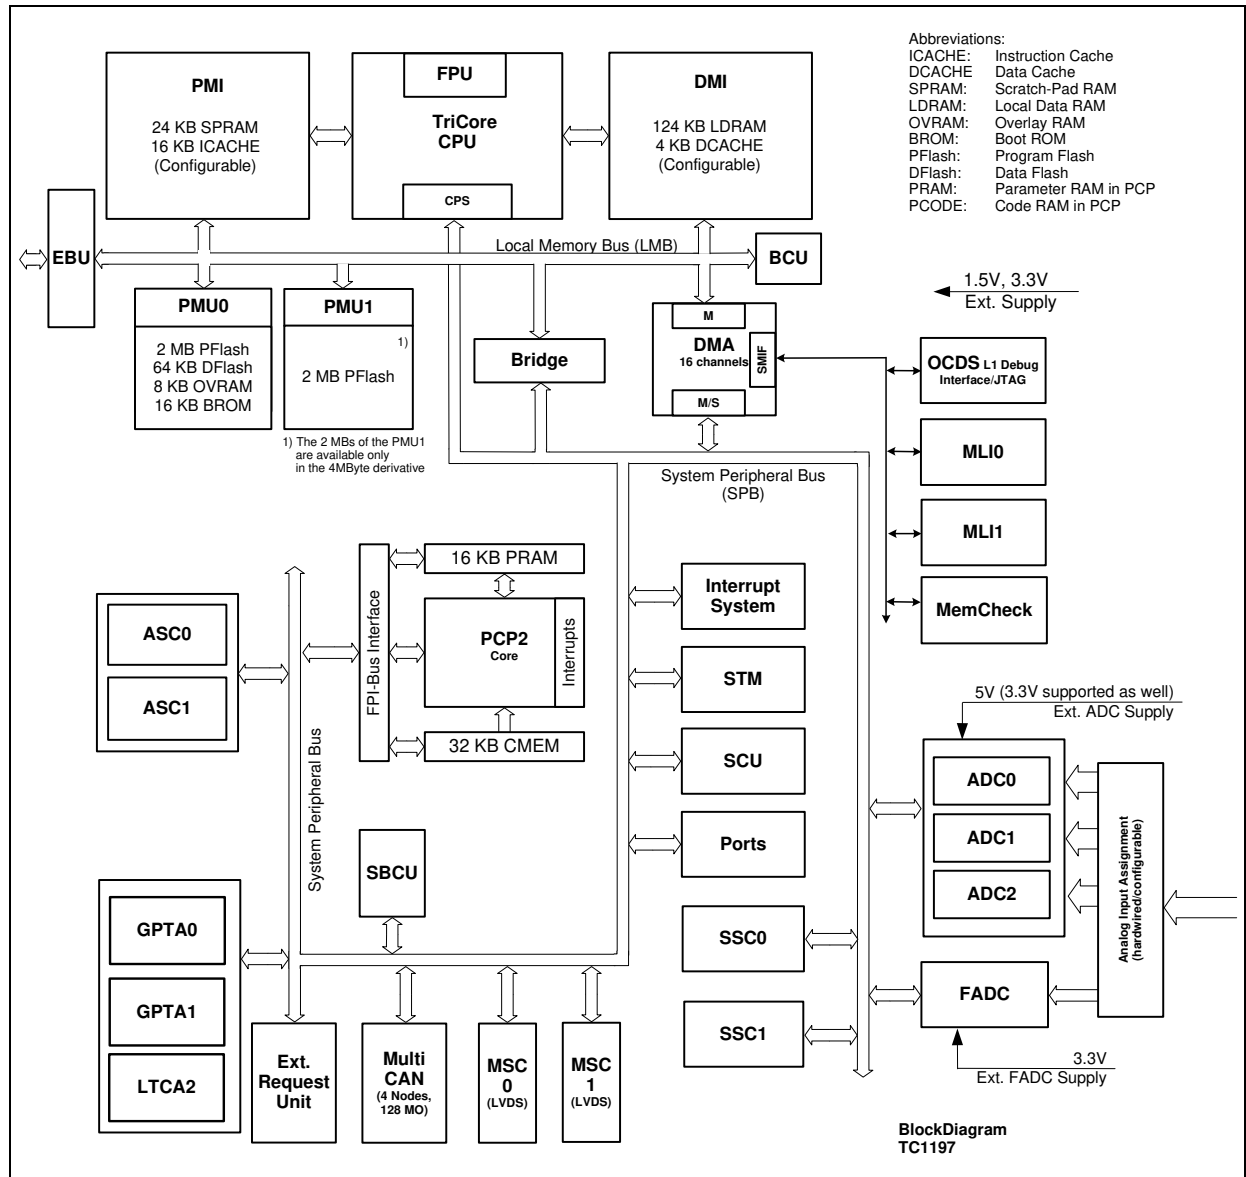 Abbreviations:
ICACHE: Instruction Cache
DCACHE Data Cache
SPRAM: Scratch-Pad RAM
LDRAM: Local Data RAM
OVRAM: Overlay RAM
BROM: Boot ROM
PFlash: Program Flash
DFlash: Data Flash
PRAM: Parameter RAM in PCP
PCODE: Code RAM in PCP
PMI
24 KB SPRAM
16 KB ICACHE
(Configurable)
FPU
TriCore
CPU
CPS
DMI
124 KB LDRAM
4 KB DCACHE
(Configurable)
EBU
Local Memory Bus (LMB)
BCU
1.5V, 3.3V
Ext. Supply
PMU0
2 MB PFlash
64 KB DFlash
8 KB OVRAM
16 KB BROM
PMU1
1)
2 MB PFlash
1) The 2 MBs of the PMU1
are available only
in the 4MByte derivative
Bridge
M
DMA
16 channels
SMIF
M/S
OCDS L1 Debug
Interface/JTAG
MLI0
MLI1
MemCheck
System Peripheral Bus
(SPB)
FPI-Bus Interface
16 KB PRAM
PCP2
Core
Interrupts
32 KB CMEM
Interrupt
System
STM
SCU
Ports
ASC0
ASC1
System Peripheral Bus
SBCU
5V (3.3V supported as well)
Ext. ADC Supply
ADC0
ADC1
ADC2
Analog Input Assignment
(hardwired/configurable)
GPTA0
GPTA1
LTCA2
SSC0
SSC1
FADC
3.3V
Ext. FADC Supply
Ext.
Request
Unit
Multi
CAN
(4 Nodes,
128 MO)
MSC
0
(LVDS)
MSC
1
(LVDS)
BlockDiagram
TC1197